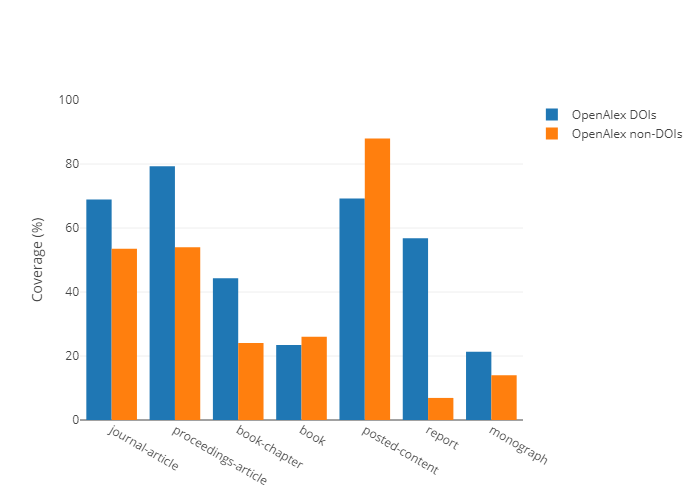 100
80
60
40
20
0
Coverage (%)
journal-article
proceedings-article
book-chapter
book
posted-content
report
monograph
OpenAlex DOIs
OpenAlex non-DOIs